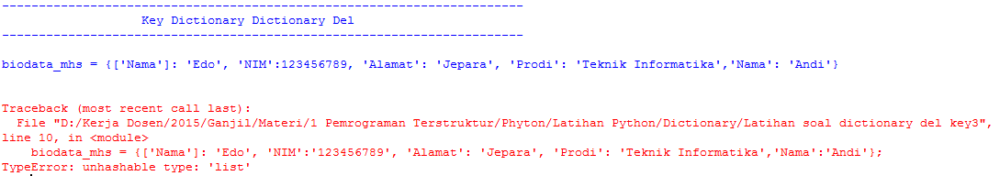 -----------------------------------------------------------------------
Key Dictionary Dictionary Del
-----------------------------------------------------------------------
biodata_mhs = {['Nama']: 'Edo', 'NIM':123456789, 'Alamat': 'Jepara', 'Prodi': 'Teknik Informatika','Nama': 'Andi'}
Traceback (most recent call last):
  File "D:/Kerja Dosen/2015/Ganjil/Materi/1 Pemrograman Terstruktur/Phyton/Latihan Python/Dictionary/Latihan soal dictionary del key3",
line 10, in <module>
    biodata_mhs = {['Nama']: 'Edo', 'NIM':'123456789', 'Alamat': 'Jepara', 'Prodi': 'Teknik Informatika','Nama':'Andi'};
TypeError: unhashable type: 'list'